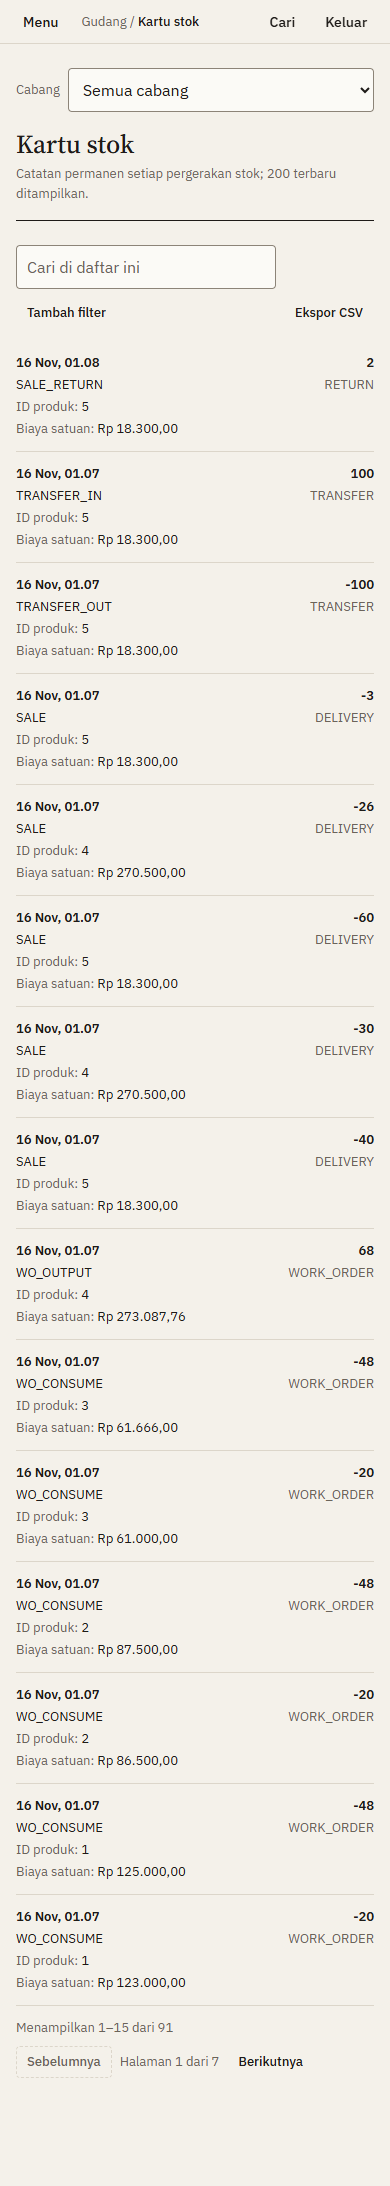 Menu Gudang / Kartu stok Cari Keluar
Cabang Semua cabang
Kartu stok
Catatan permanen setiap pergerakan stok; 200 terbaru
ditampilkan.
Cari di daftar ini
Tambah filter Ekspor CSV
16 Nov, 01.08 2
SALE_RETURN RETURN
ID produk: 5
Biaya satuan: Rp 18.300,00
16 Nov, 01.07 100
TRANSFER_IN TRANSFER
ID produk: 5
Biaya satuan: Rp 18.300,00
16 Nov, 01.07 -100
TRANSFER_OUT TRANSFER
ID produk: 5
Biaya satuan: Rp 18.300,00
16 Nov, 01.07 -3
SALE DELIVERY
ID produk: 5
Biaya satuan: Rp 18.300,00
16 Nov, 01.07 -26
SALE DELIVERY
ID produk: 4
Biaya satuan: Rp 270.500,00
16 Nov, 01.07 -60
SALE DELIVERY
ID produk: 5
Biaya satuan: Rp 18.300,00
16 Nov, 01.07 -30
SALE DELIVERY
ID produk: 4
Biaya satuan: Rp 270.500,00
16 Nov, 01.07 -40
SALE DELIVERY
ID produk: 5
Biaya satuan: Rp 18.300,00
16 Nov, 01.07 68
WO_OUTPUT WORK_ORDER
ID produk: 4
Biaya satuan: Rp 273.087,76
16 Nov, 01.07 -48
WO_CONSUME WORK_ORDER
ID produk: 3
Biaya satuan: Rp 61.666,00
16 Nov, 01.07 -20
WO_CONSUME WORK_ORDER
ID produk: 3
Biaya satuan: Rp 61.000,00
16 Nov, 01.07 -48
WO_CONSUME WORK_ORDER
ID produk: 2
Biaya satuan: Rp 87.500,00
16 Nov, 01.07 -20
WO_CONSUME WORK_ORDER
ID produk: 2
Biaya satuan: Rp 86.500,00
16 Nov, 01.07 -48
WO_CONSUME WORK_ORDER
ID produk: 1
Biaya satuan: Rp 125.000,00
16 Nov, 01.07 -20
WO_CONSUME WORK_ORDER
ID produk: 1
Biaya satuan: Rp 123.000,00
Menampilkan 1–15 dari 91
Sebelumnya Halaman 1 dari 7 Berikutnya